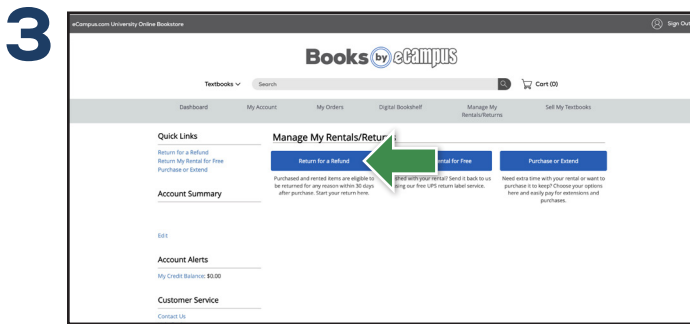 3
eCampus.com University Online Bookstore
Sign Out
Books by eCampus
Textbooks
Search
Cart (0)
Dashboard
My Account
My Orders
Digital Bookshelf
Manage My
Rentals/Returns
Sell My Textbooks
Quick Links
Return for a Refund
Return My Rental for Free
Purchase or Extend
Account Summary
Edit
Account Alerts
My Credit Balance: $0.00
Customer Service
Contact Us
Manage My Rentals/Returns
Return for a Refund
Purchased and rented items are eligible to
be returned for any reason within 30 days
after purchase. Start your return here.
ental for Free
shed with your rental? Send it back to us
using our free UPS return label service.
Purchase or Extend
Need extra time with your rental or want to
purchase it to keep? Choose your options
here and easily pay for extensions and
purchases.